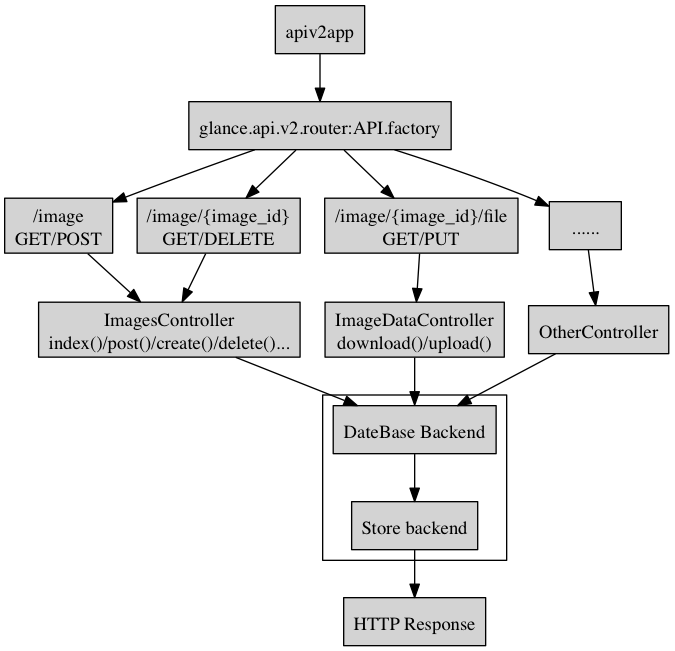 apiv2app
glance.api.v2.router:API.factory
/image
GET/POST
/image/{image_id}
GET/DELETE
/image/{image_id}/file
GET/PUT
......
ImagesController
index()/post()/create()/delete()...
ImageDataController
download()/upload()
OtherController
DateBase Backend
Store backend
HTTP Response